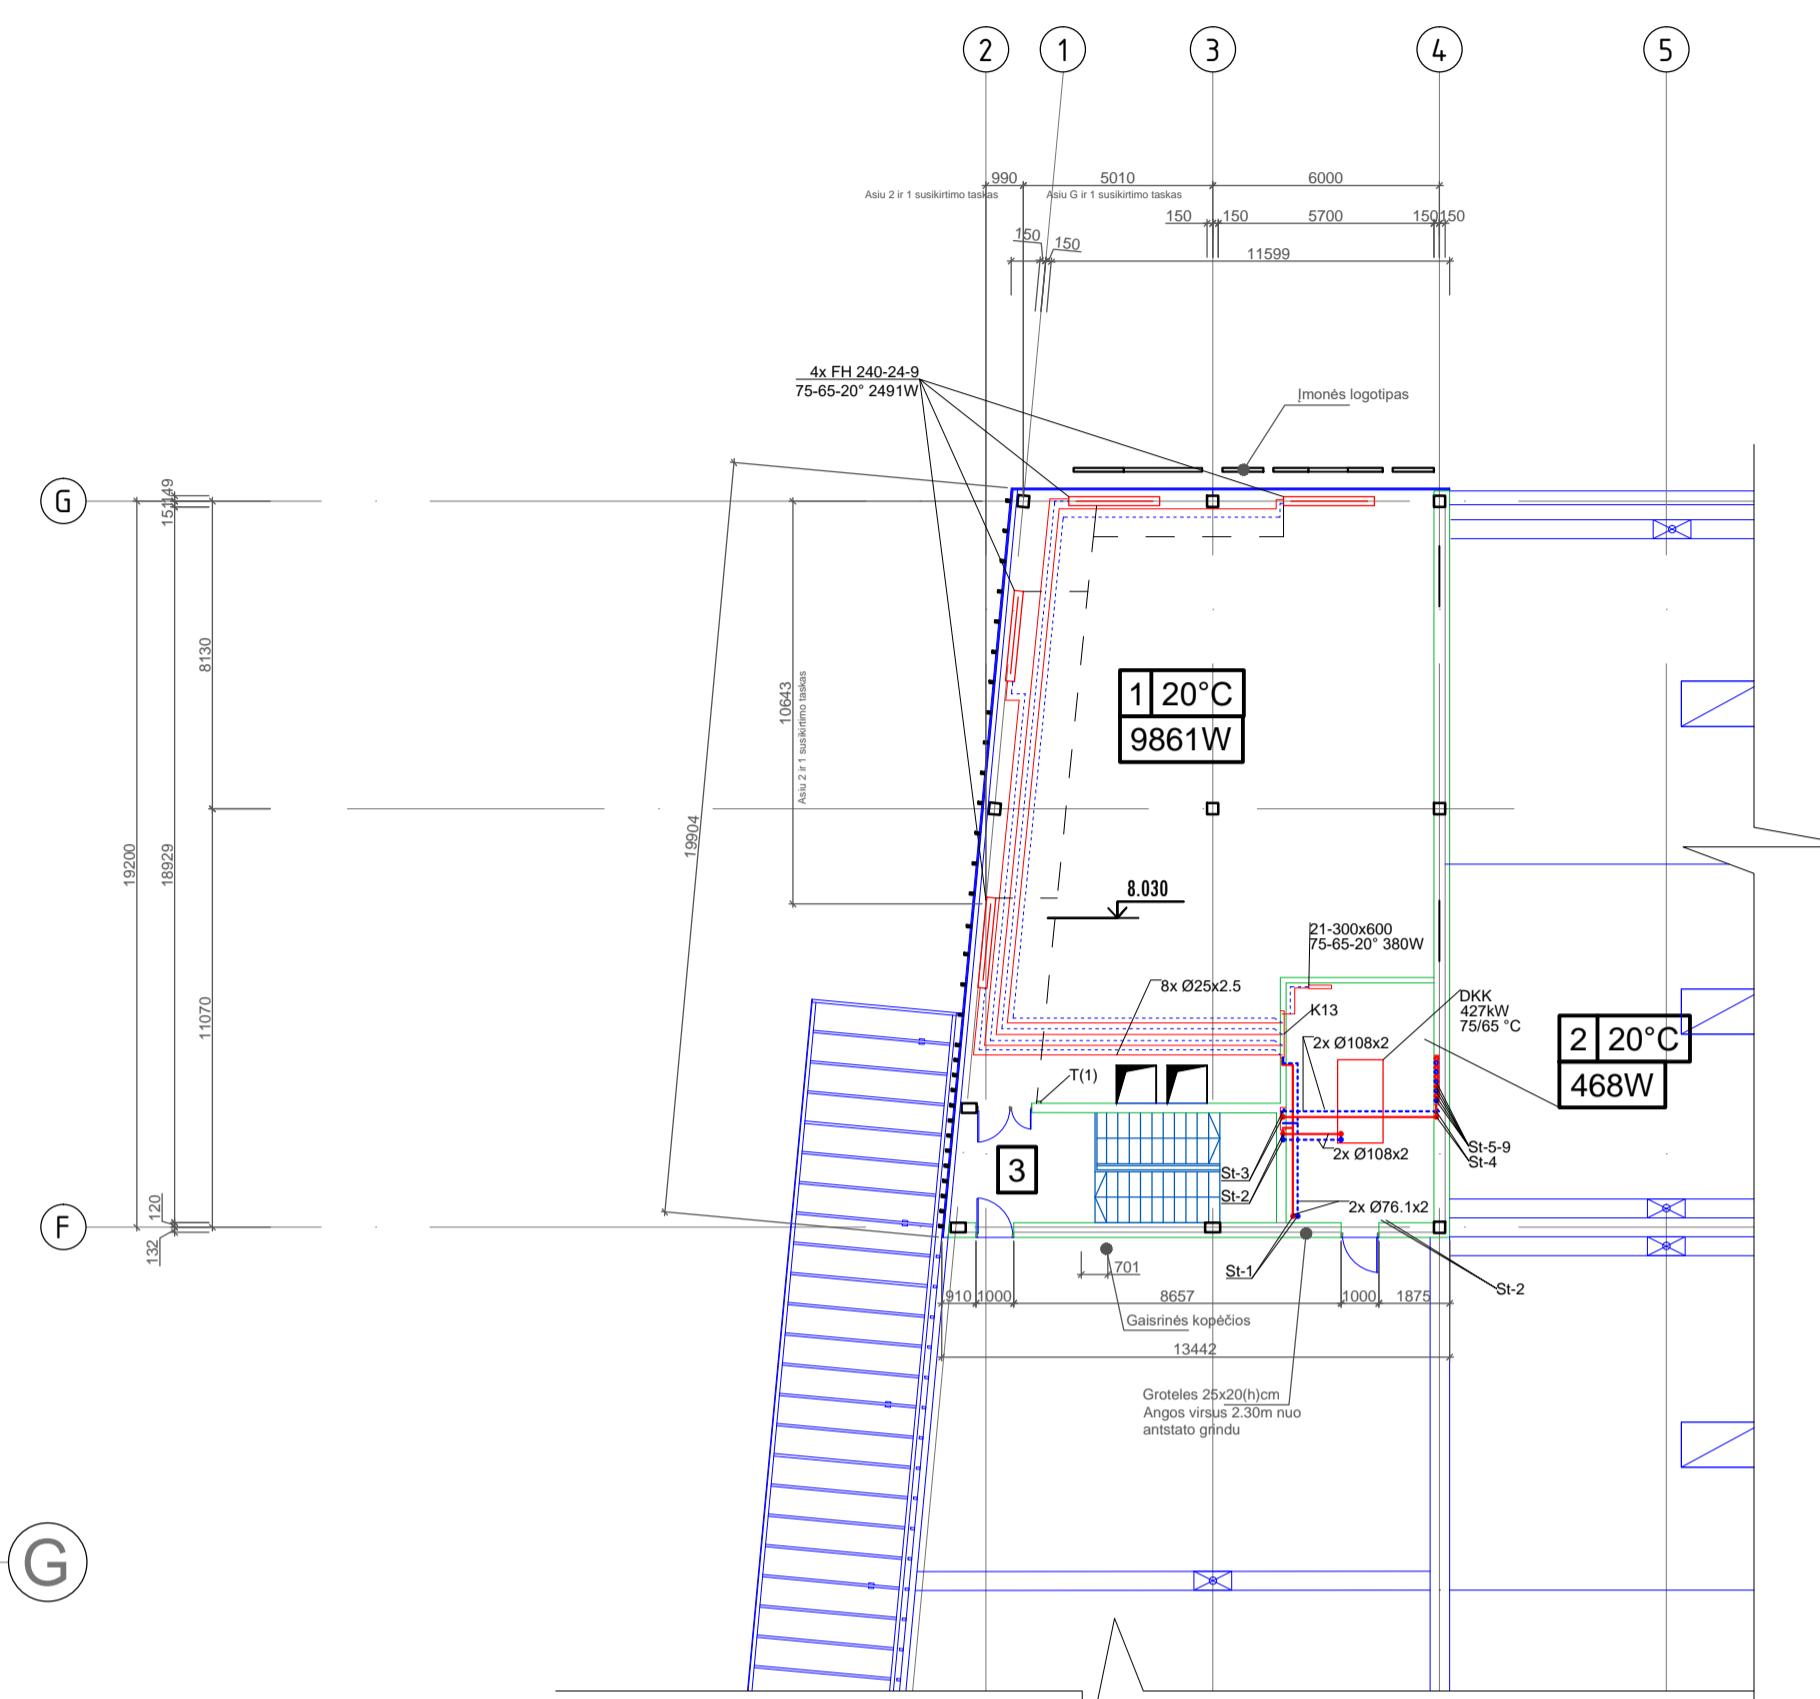 2
1
3
4
5
990
5010
6000
Asiu 2 ir 1 susikirtimo taskas
Asiu G ir 1 susikirtimo taskas
150
150
5700
150
150
150
150
11599
4x FH 240-24-9
75-65-20° 2491W
Įmonės logotipas
G
149
15
8130
10643
Asiu 2 ir 1 susikirtimo taskas
1
20°C
9861W
19904
19200
18929
11070
8.030
21-300x600
75-65-20° 380W
8x Ø25x2.5
K13
DKK
427kW
75/65 °C
2x Ø108x2
2
20°C
468W
T(1)
3
St-5-9
St-4
2x Ø108x2
St-3
St-2
2x Ø76.1x2
F
120
132
St-1
St-2
701
910
1000
8657
1000
1875
Gaisrinės kopėčios
13442
Groteles 25x20(h)cm
Angos virsus 2.30m nuo
antstato grindu
G